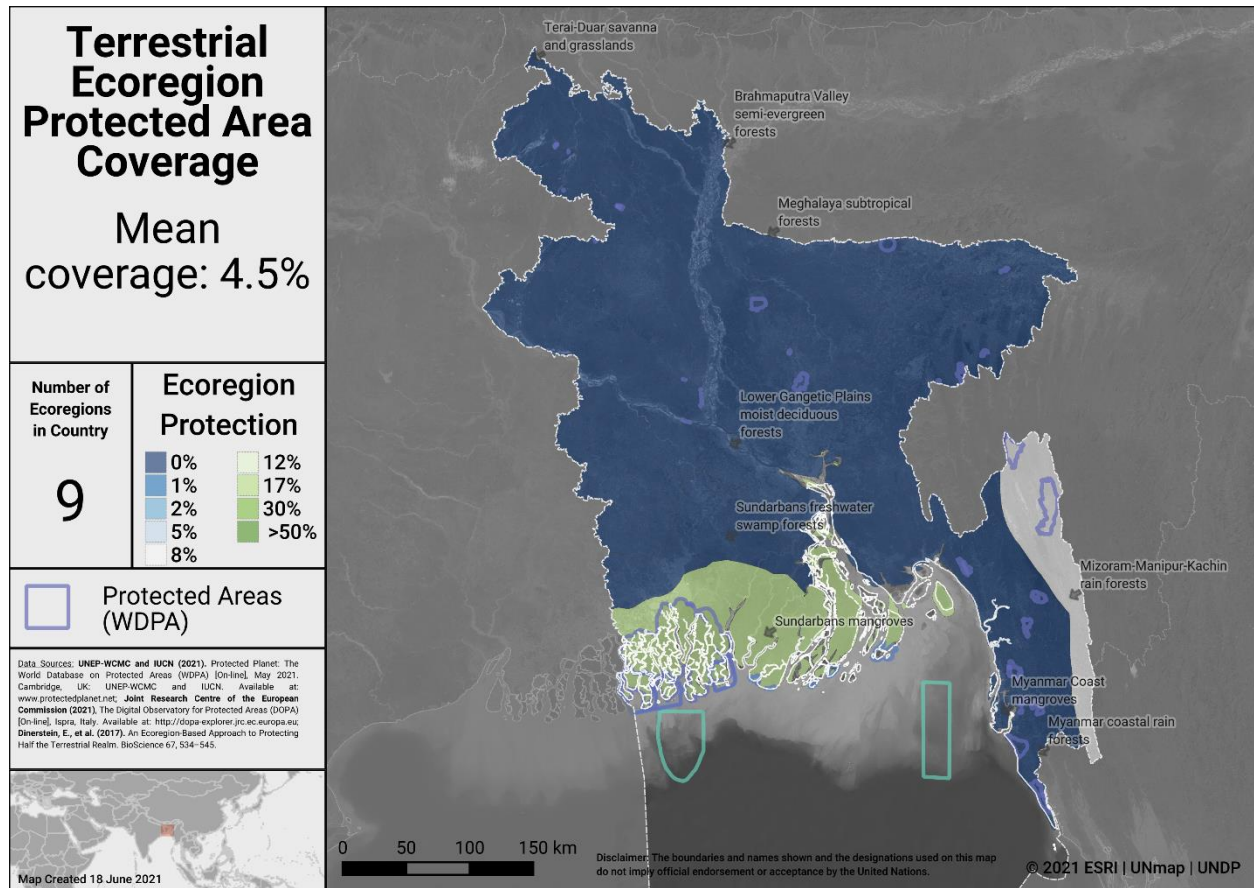 Terrestrial
Ecoregion
Protected Area
Coverage
Mean
coverage: 4.5%
Number of
Ecoregions
in Country
9
Ecoregion
Protection
0%
1%
2%
5%
8%
12%
17%
30%
>50%
Protected Areas
(WDPA)
Data Sources: UNEP-WCMC and IUCN (2021). Protected Planet: The
World Database on Protected Areas (WDPA) [On-line], May 2021.
Cambridge, UK: UNEP-WCMC and IUCN. Available at:
www.protectedplanet.net; Joint Research Centre of the European
Commission (2021), The Digital Observatory for Protected Areas (DOPA)
[On-line], Ispra, Italy. Available at: http://dopa-explorer.jrc.ec.europa.eu;
Dinerstein, E., et al. (2017). An Ecoregion-Based Approach to Protecting
Half the Terrestrial Realm. BioScience 67, 534–545.
Map Created 18 June 2021
Terai-Duar savanna
and grasslands
Brahmaputra Valley
semi-evergreen
forests
Meghalaya subtropical
forests
Lower Gangetic Plains
moist deciduous
forests
Sundarbans freshwater
swamp forests
Mizoram-Manipur-Kachin
rain forests
Sundarbans mangroves
Myanmar Coast
mangroves
Myanmar coastal rain
forests
0 50 100 150 km
Disclaimer: The boundaries and names shown and the designations used on this map
do not imply official endorsement or acceptance by the United Nations.
© 2021 ESRI | UNmap | UNDP